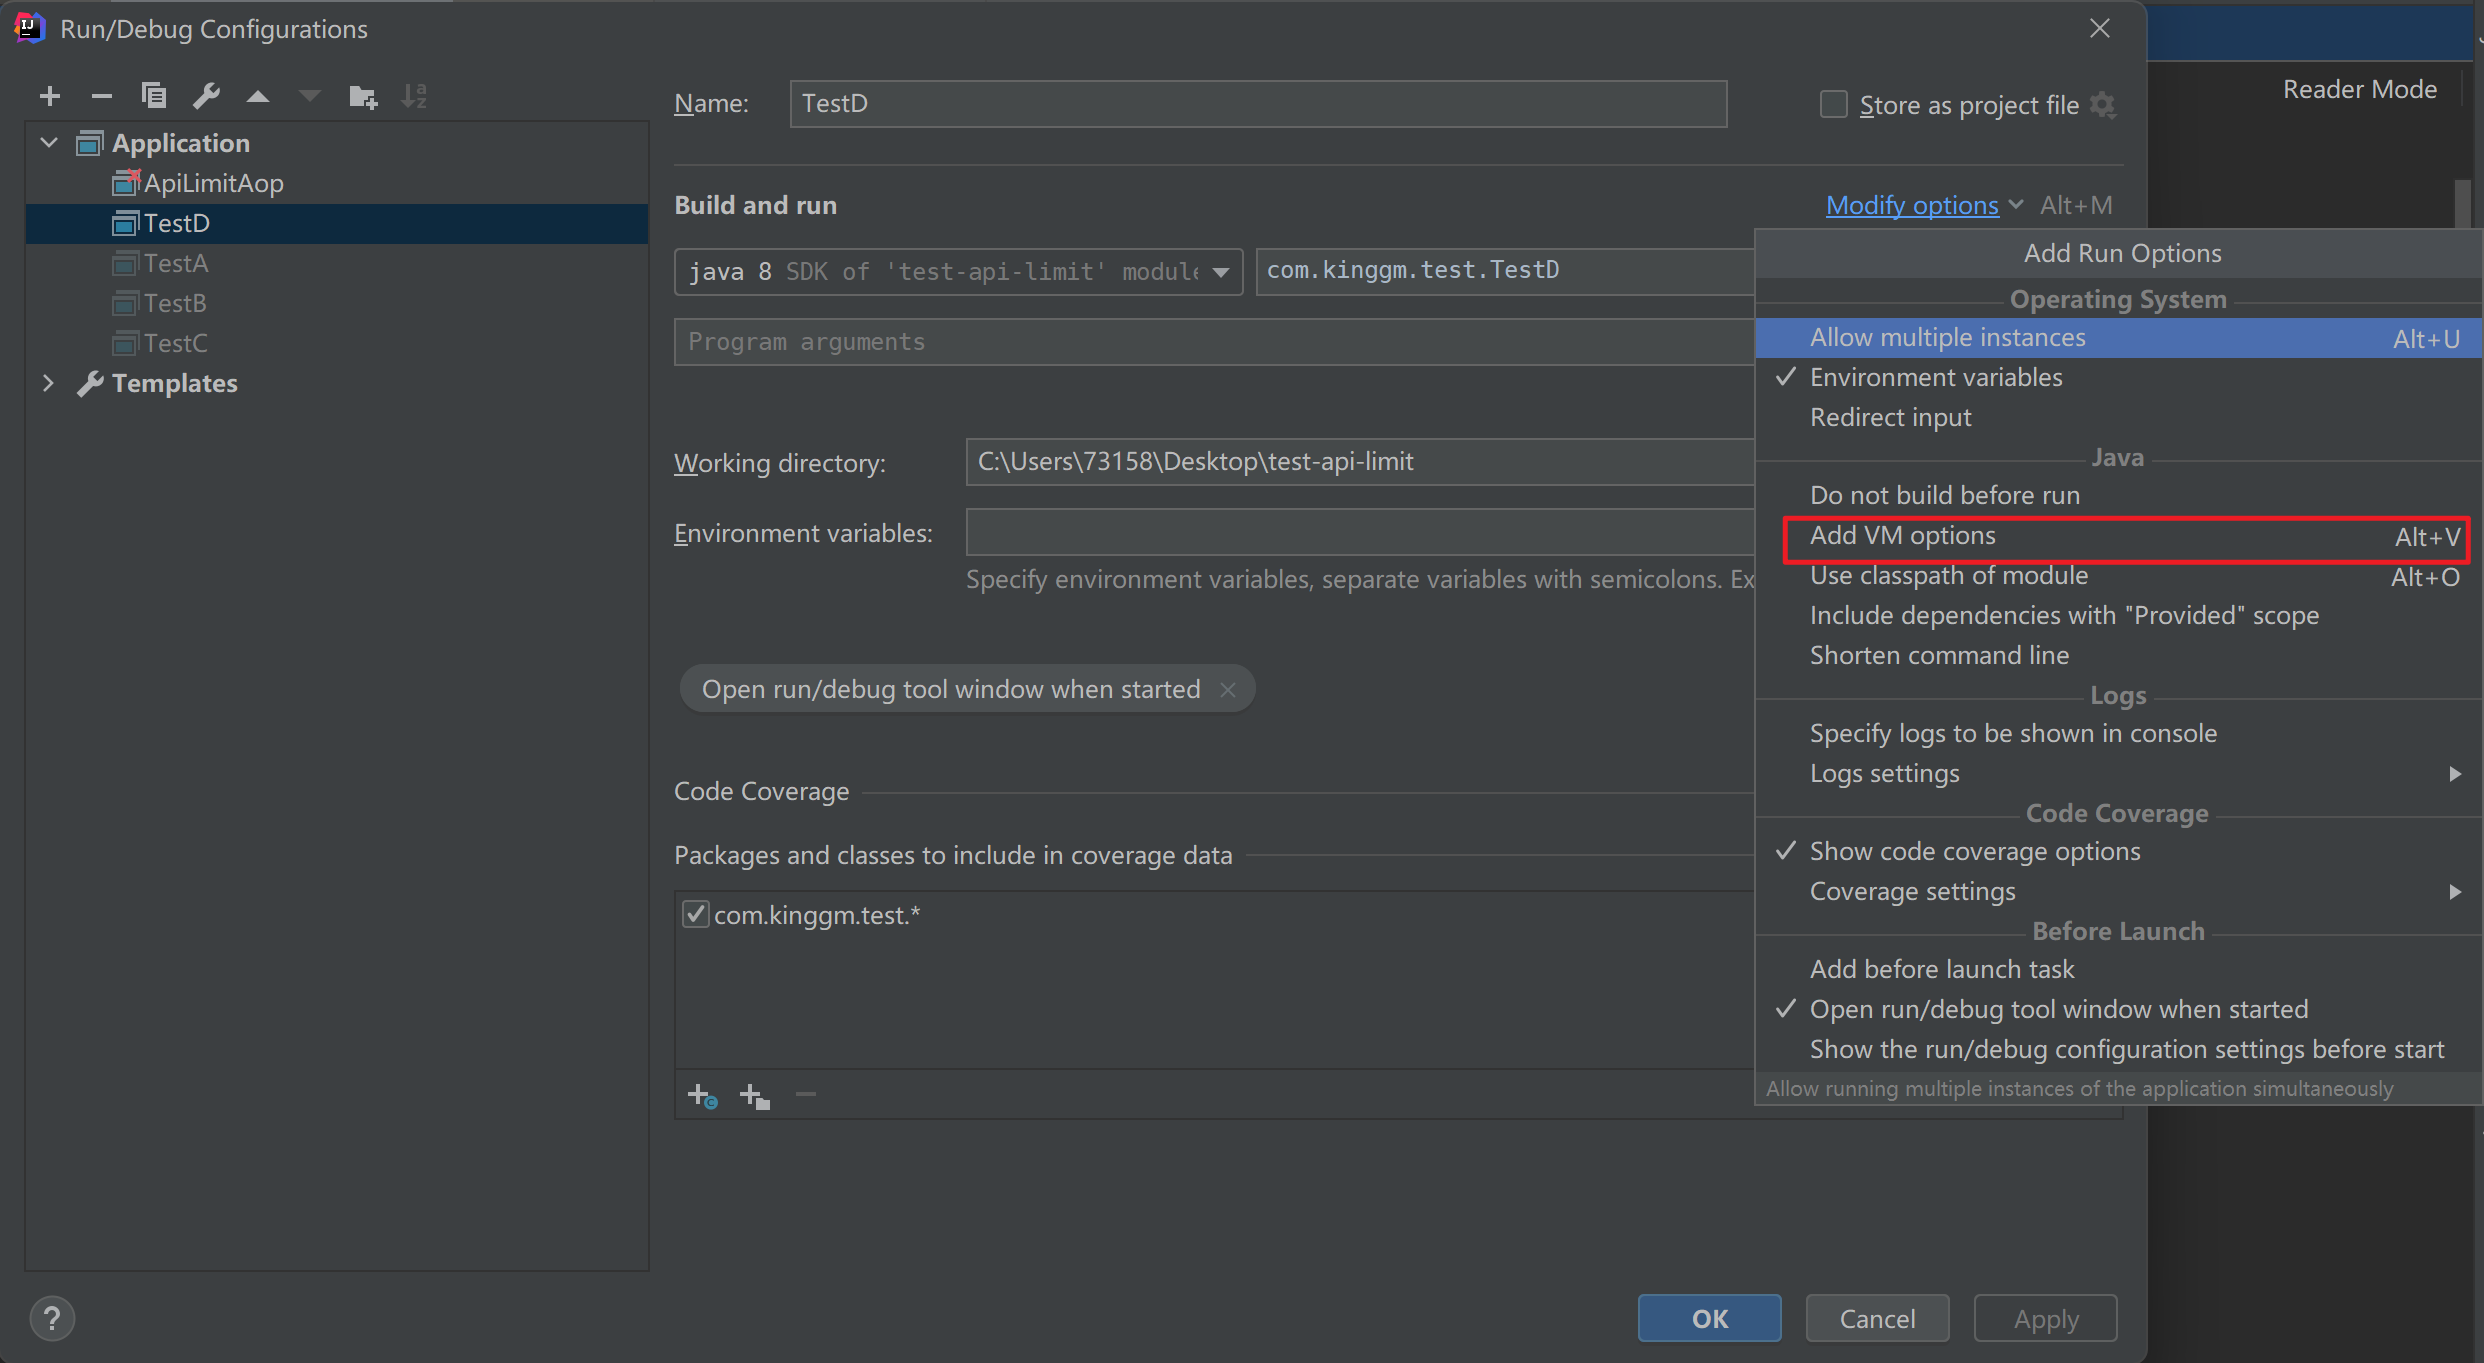 Run/Debug Configurations
Reader Mode
Name: TestD
Store as project file
Application
ApiLimitAop
TestD
TestA
TestB
TestC
Templates
Build and run
Modify options Alt+M
java 8 SDK of 'test-api-limit' module
com.kinggm.test.TestD
Program arguments
Working directory: C:\Users\73158\Desktop\test-api-limit
Environment variables:
Specify environment variables, separate variables with semicolons. Ex
Open run/debug tool window when started
Code Coverage
Packages and classes to include in coverage data
com.kinggm.test.*
Add Run Options
Operating System
Allow multiple instances Alt+U
Environment variables
Redirect input
Java
Do not build before run
Add VM options Alt+V
Use classpath of module Alt+O
Include dependencies with "Provided" scope
Shorten command line
Logs
Specify logs to be shown in console
Logs settings
Code Coverage
Show code coverage options
Coverage settings
Before Launch
Add before launch task
Open run/debug tool window when started
Show the run/debug configuration settings before start
Allow running multiple instances of the application simultaneously
?
OK
Cancel
Apply